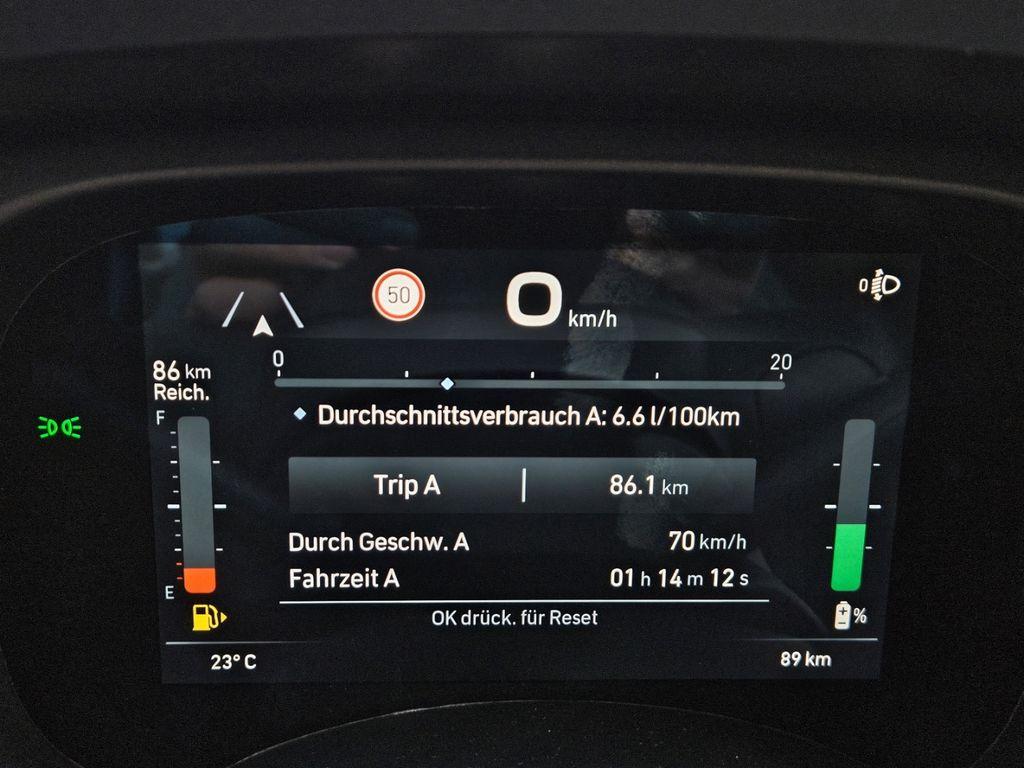 50
0 km/h
0
86 km
Reich.
0 20
F
Durchschnittsverbrauch A: 6.6 l/100km
Trip A 86.1 km
Durch Geschw. A 70 km/h
Fahrzeit A 01 h 14 m 12 s
E
OK drück. für Reset
%
23° C 89 km